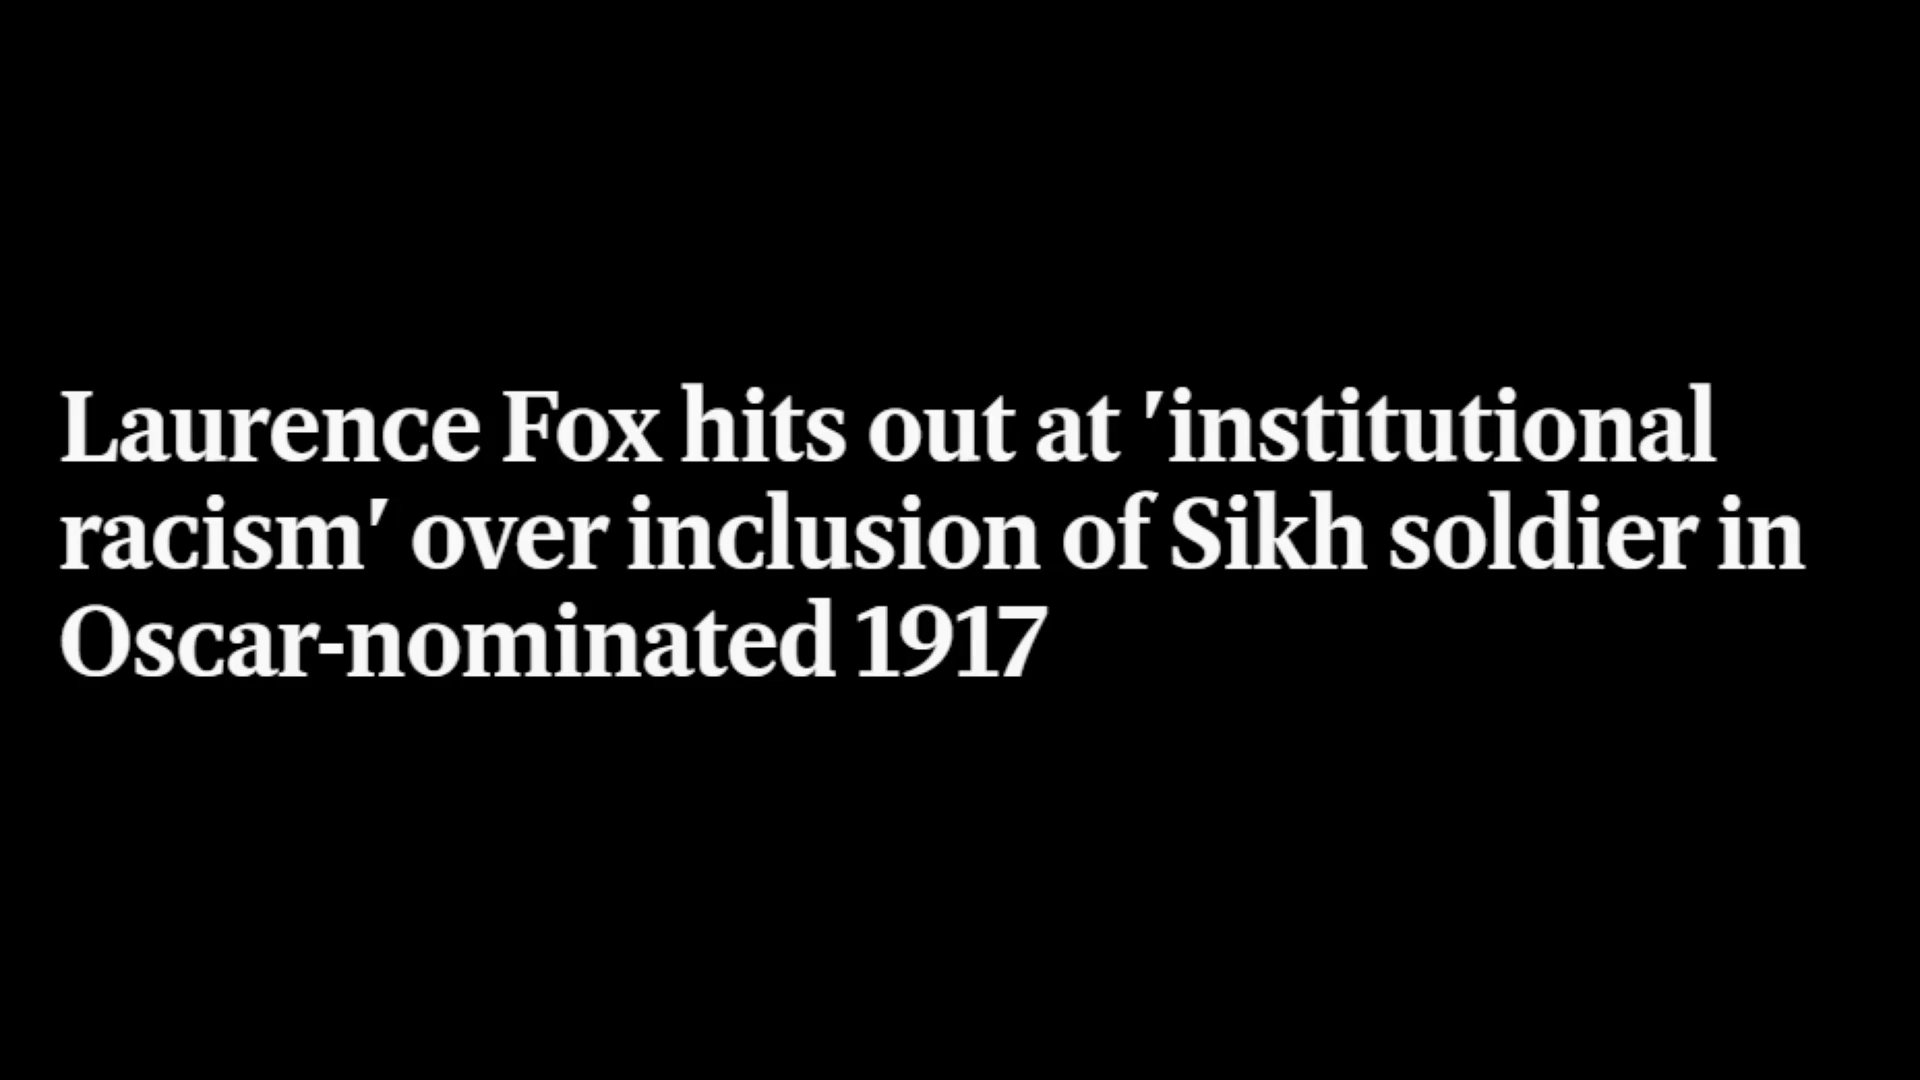 Laurence Fox hits out at 'institutional
racism' over inclusion of Sikh soldier in
Oscar-nominated 1917